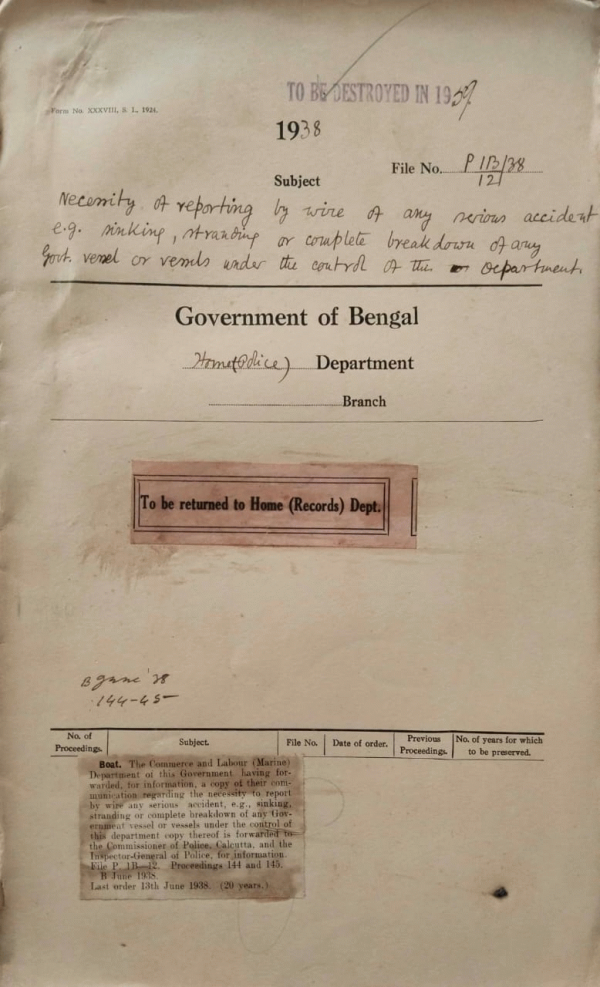 TO BE DESTROYED IN 1959
Form No. XXXVIII, S. L., 1924.
1938
File No. P 1B/38
12
Subject
Necessity of reporting by wire of any serious accident
e.g. sinking, stranding or complete breakdown of any
Govt. vessel or vessels under the control of this department.
Government of Bengal
Home (Police) Department
Branch
To be returned to Home (Records) Dept.
B June '38
144-45
No. of Proceedings. Subject. File No. Date of order. Previous Proceedings. No. of years for which to be preserved.
Boat. The Commerce and Labour (Marine)
Department of this Government having for-
warded, for information, a copy of their com-
munication regarding the necessity to report
by wire any serious accident, e.g., sinking,
stranding or complete breakdown of any Gov-
ernment vessel or vessels under the control of
this department copy thereof is forwarded to
the Commissioner of Police, Calcutta, and the
Inspector-General of Police, for information.
File P. 1B—12. Proceedings 144 and 145.
B June 1938.
Last order 13th June 1938. (20 years.)